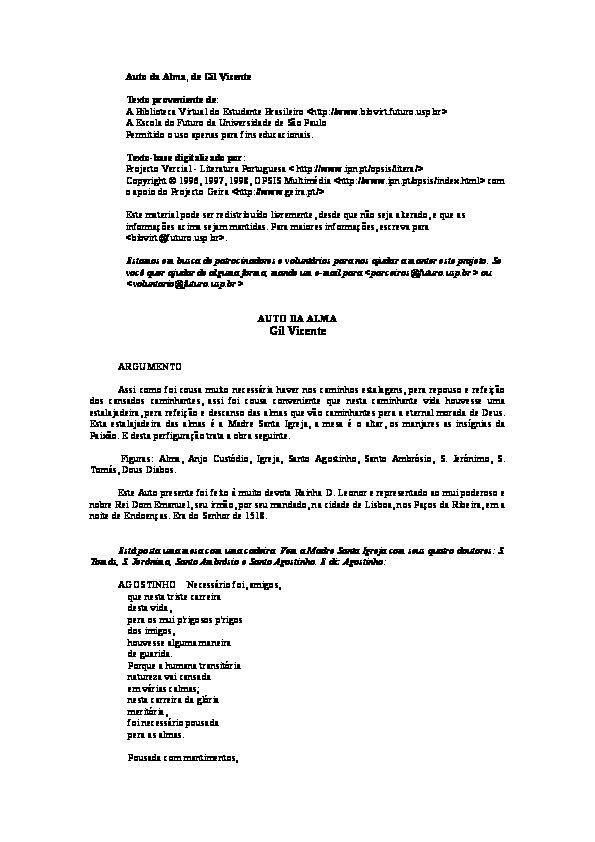 Auto da Alma, de Gil Vicente
Texto proveniente de:
A Biblioteca Virtual do Estudante Brasileiro <http://www.bibvirt.futuro.usp.br>
A Escola do Futuro da Universidade de São Paulo
Permitido o uso apenas para fins educacionais.
Texto-base digitalizado por:
Projecto Vercial - Literatura Portuguesa < http://www.ipn.pt/opsis/litera/>
Copyright © 1996, 1997, 1998, OPSIS Multimédia <http://www.ipn.pt/opsis/index.html> com
o apoio do Projecto Geira <http://www.geira.pt/>
Este material pode ser redistribuído livremente, desde que não seja alterado, e que as
informações acima sejam mantidas. Para maiores informações, escreva para
<bibvirt@futuro.usp.br>.
Estamos em busca de patrocinadores e voluntários para nos ajudar a manter este projeto. Se
você quer ajudar de alguma forma, mande um e-mail para <parceiros@futuro.usp.br> ou
<voluntario@futuro.usp.br>
AUTO DA ALMA
Gil Vicente
ARGUMENTO
Assi como foi cousa muito necessária haver nos caminhos estalagens, pera repouso e refeição
dos cansados caminhantes, assi foi cousa conveniente que nesta caminhante vida houvesse uma
estalajadeira, pera refeição e descanso das almas que vão caminhantes pera a eternal morada de Deus.
Esta estalajadeira das almas é a Madre Santa Igreja, a mesa é o altar, os manjares as insígnias da
Paixão. E desta perfiguração trata a obra seguinte.
Figuras: Alma, Anjo Custódio, Igreja, Santo Agostinho, Santo Ambrósio, S. Jerónimo, S.
Tomás, Dous Diabos.
Este Auto presente foi feito à muito devota Rainha D. Leonor e representado ao mui poderoso e
nobre Rei Dom Emanuel, seu irmão, por seu mandado, na cidade de Lisboa, nos Paços da Ribeira, em a
noite de Endoenças. Era do Senhor de 1518.
Está posta uma mesa com uma cadeira. Vem a Madre Santa Igreja com seus quatro doutores: S.
Tomás, S. Jerónimo, Santo Ambrósio e Santo Agostinho. E diz Agostinho:
AGOSTINHO Necessário foi, amigos,
que nesta triste carreira
desta vida,
pera os mui p'rigosos p'rigos
dos imigos,
houvesse alguma maneira
de guarida.
Porque a humana transitória
natureza vai cansada
em várias calmas;
nesta carreira da glória
meritória,
foi necessário pousada
pera as almas.
Pousada com mantimentos,